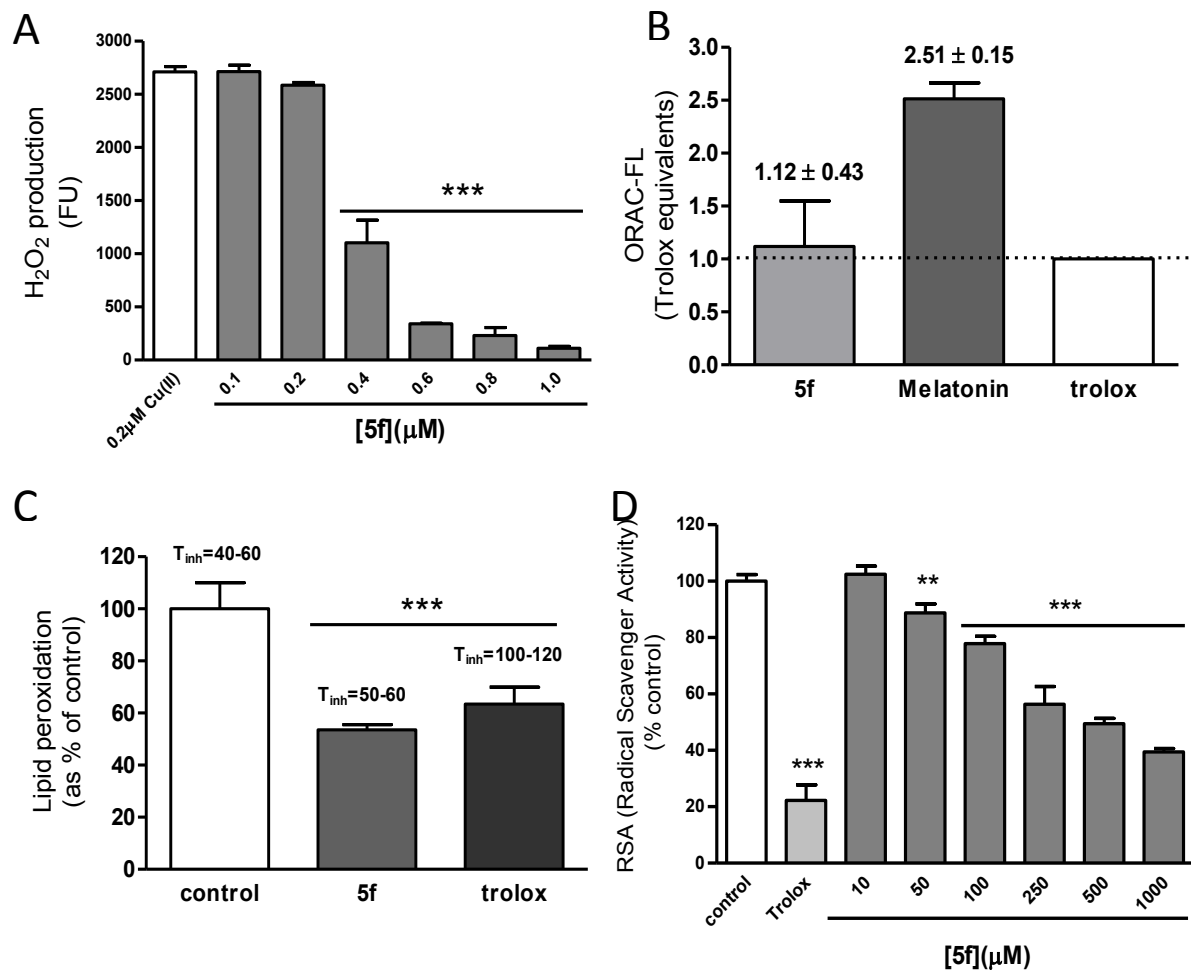 A
H₂O₂ production
(FU)
3000
2500
2000
1500
1000
500
0
***
0.2μM Cu(II)
0.1
0.2
0.4
0.6
0.8
1.0
[5f](μM)
B
ORAC-FL
(Trolox equivalents)
3.0
2.5
2.0
1.5
1.0
0.5
0.0
1.12 ± 0.43
2.51 ± 0.15
5f
Melatonin
trolox
C
Lipid peroxidation
(as % of control)
120
100
80
60
40
20
0
T_inh=40-60
***
T_inh=50-60
T_inh=100-120
control
5f
trolox
D
RSA (Radical Scavenger Activity)
(% control)
120
100
80
60
40
20
0
***
**
***
control
Trolox
10
50
100
250
500
1000
[5f](μM)